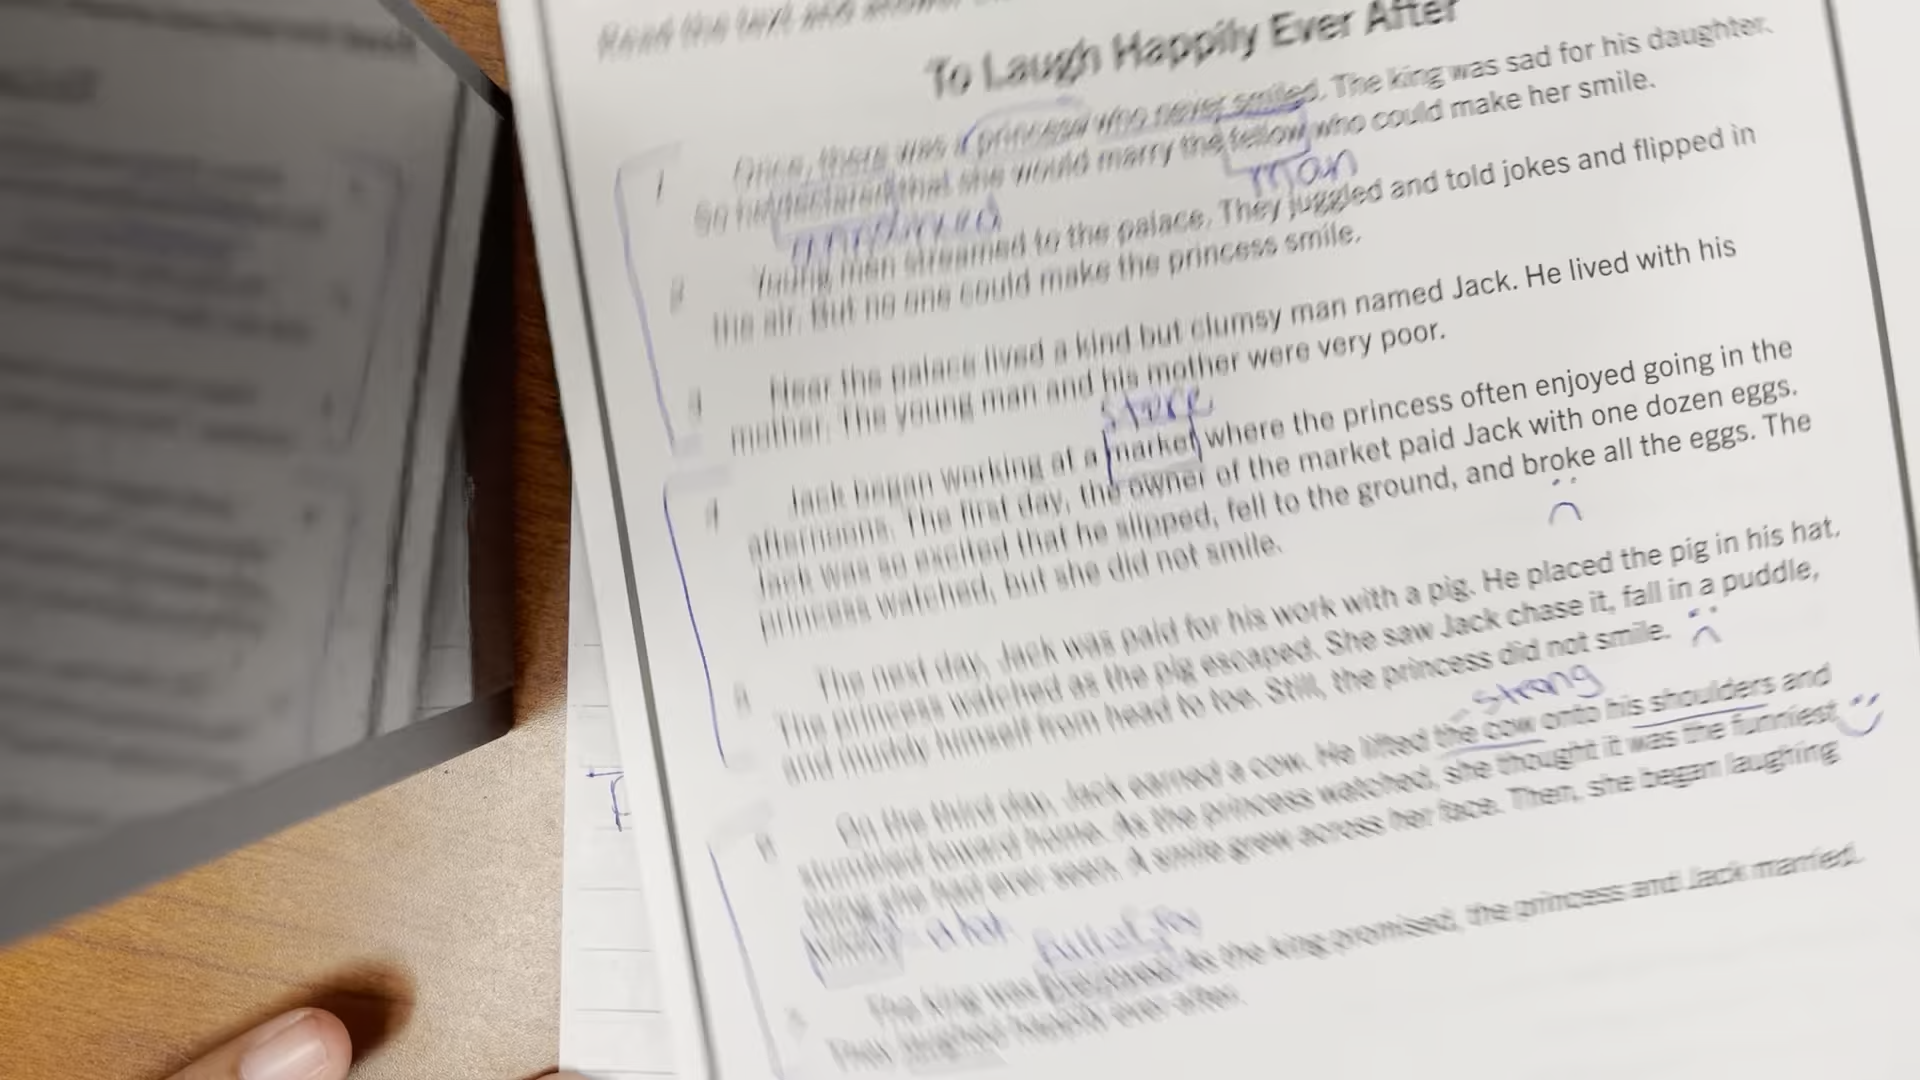 Read the text and answer
To Laugh Happily Ever After
1 Once, there was a princess who never smiled. The king was sad for his daughter.
So he declared that she would marry the fellow who could make her smile.
man
announced
2 Young men streamed to the palace. They juggled and told jokes and flipped in
the air. But no one could make the princess smile.
3 Near the palace lived a kind but clumsy man named Jack. He lived with his
mother. The young man and his mother were very poor.
store
4 Jack began working at a market where the princess often enjoyed going in the
afternoons. The first day, the owner of the market paid Jack with one dozen eggs.
Jack was so excited that he slipped, fell to the ground, and broke all the eggs. The
princess watched, but she did not smile.
5 The next day, Jack was paid for his work with a pig. He placed the pig in his hat.
The princess watched as the pig escaped. She saw Jack chase it, fall in a puddle,
and muddy himself from head to toe. Still, the princess did not smile.
strong
6 On the third day, Jack earned a cow. He lifted the cow onto his shoulders and
stumbled toward home. As the princess watched, she thought it was the funniest
thing she had ever seen. A smile grew across her face. Then, she began laughing
The king was As the king promised, the princess and Jack married.
They laughed happily ever after.